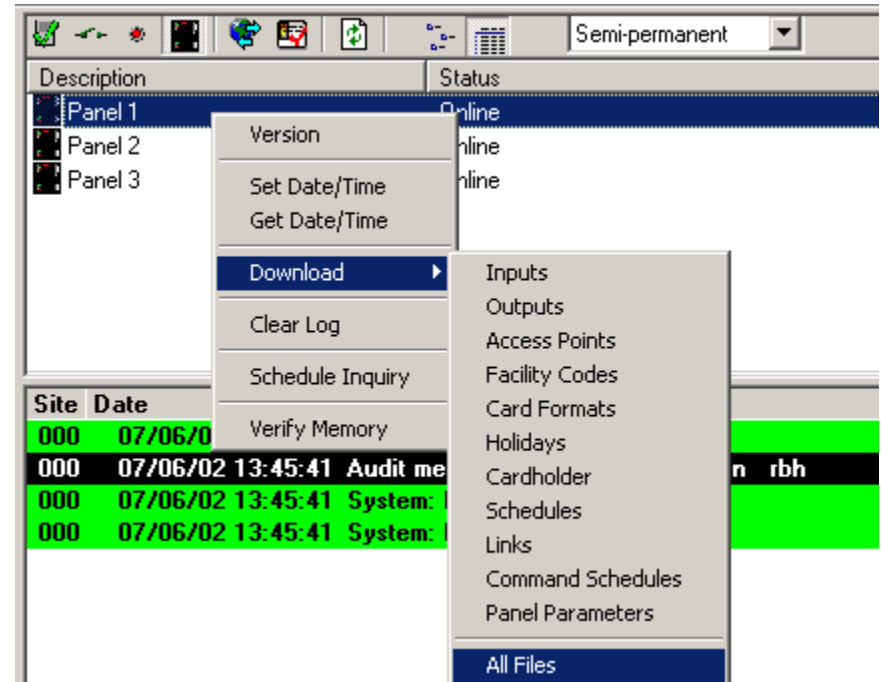 Semi-permanent
Description Status
Panel 1 Online
Panel 2 nline
Panel 3 nline
Version
Set Date/Time
Get Date/Time
Download
Clear Log
Schedule Inquiry
Verify Memory
Inputs
Outputs
Access Points
Facility Codes
Card Formats
Holidays
Cardholder
Schedules
Links
Command Schedules
Panel Parameters
All Files
Site Date
000 07/06/0
000 07/06/02 13:45:41 Audit me n rbh
000 07/06/02 13:45:41 System:
000 07/06/02 13:45:41 System: